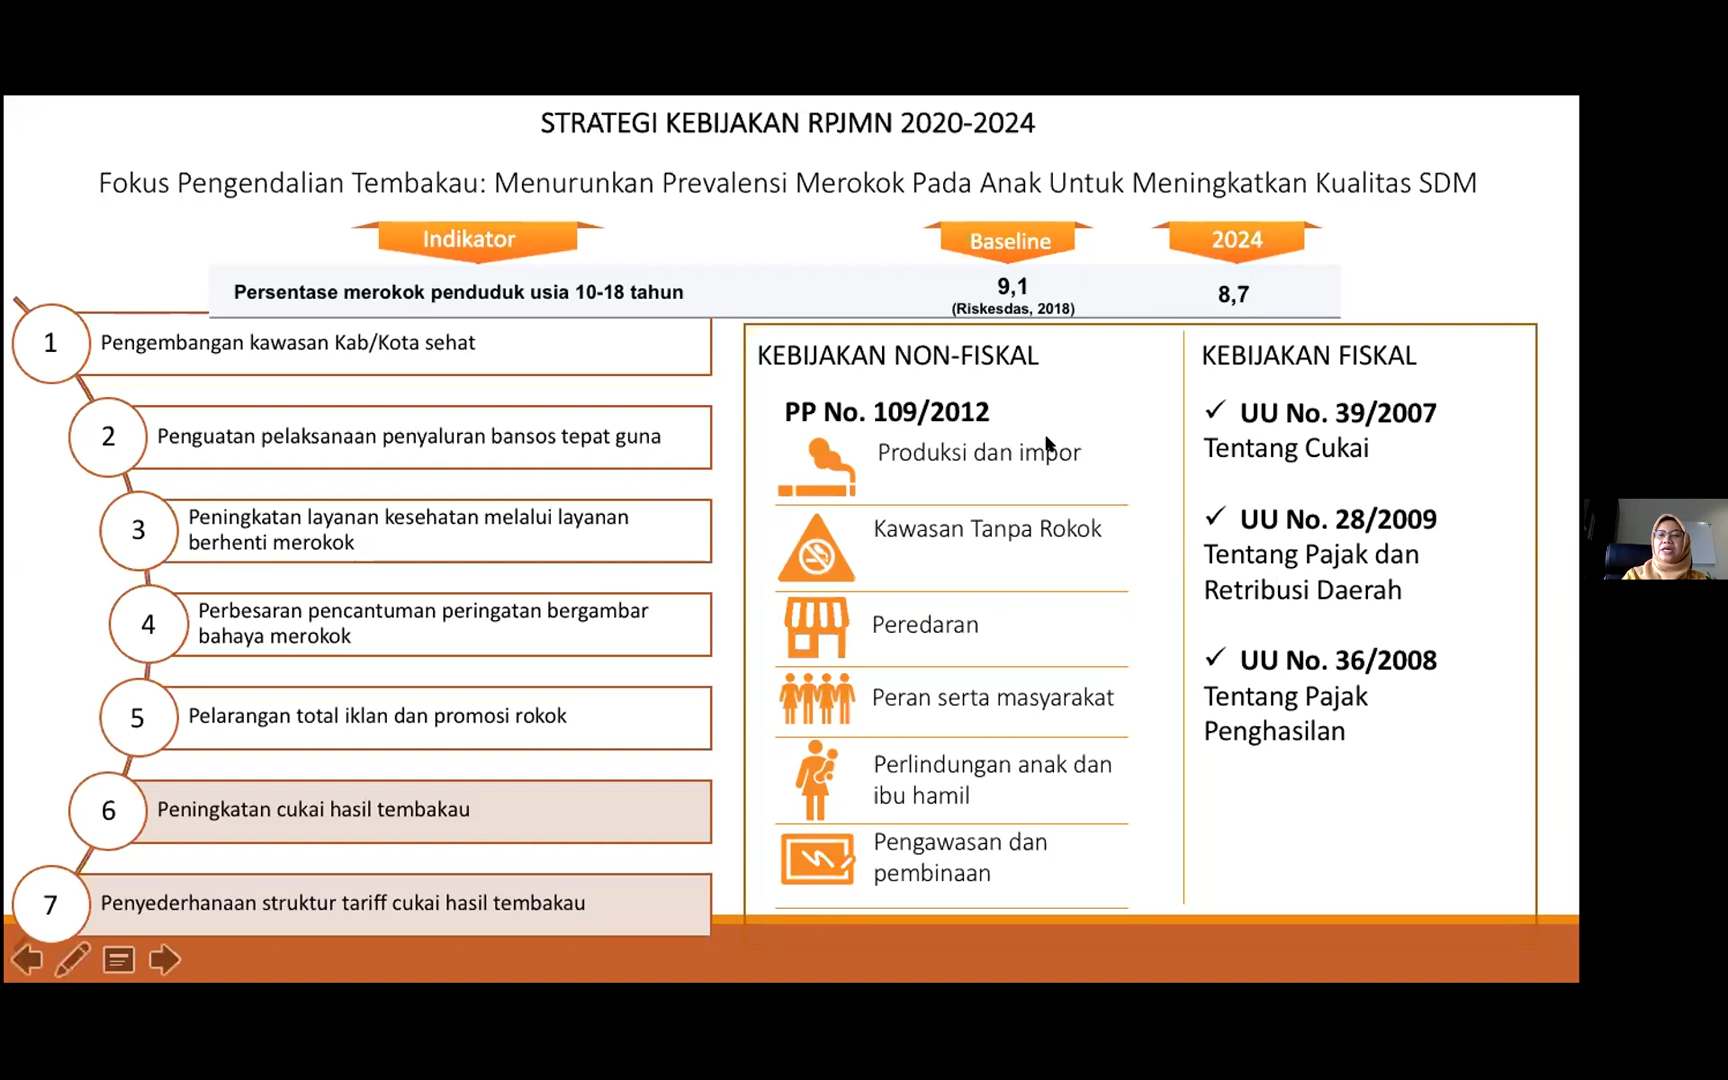 STRATEGI KEBIJAKAN RPJMN 2020-2024
Fokus Pengendalian Tembakau: Menurunkan Prevalensi Merokok Pada Anak Untuk Meningkatkan Kualitas SDM
Indikator
Baseline
2024
Persentase merokok penduduk usia 10-18 tahun
9,1
(Riskesdas, 2018)
8,7
1
Pengembangan kawasan Kab/Kota sehat
2
Penguatan pelaksanaan penyaluran bansos tepat guna
3
Peningkatan layanan kesehatan melalui layanan
berhenti merokok
4
Perbesaran pencantuman peringatan bergambar
bahaya merokok
5
Pelarangan total iklan dan promosi rokok
6
Peningkatan cukai hasil tembakau
7
Penyederhanaan struktur tariff cukai hasil tembakau
KEBIJAKAN NON-FISKAL
PP No. 109/2012
Produksi dan impor
Kawasan Tanpa Rokok
Peredaran
Peran serta masyarakat
Perlindungan anak dan
ibu hamil
Pengawasan dan
pembinaan
KEBIJAKAN FISKAL
✓ UU No. 39/2007
Tentang Cukai
✓ UU No. 28/2009
Tentang Pajak dan
Retribusi Daerah
✓ UU No. 36/2008
Tentang Pajak
Penghasilan